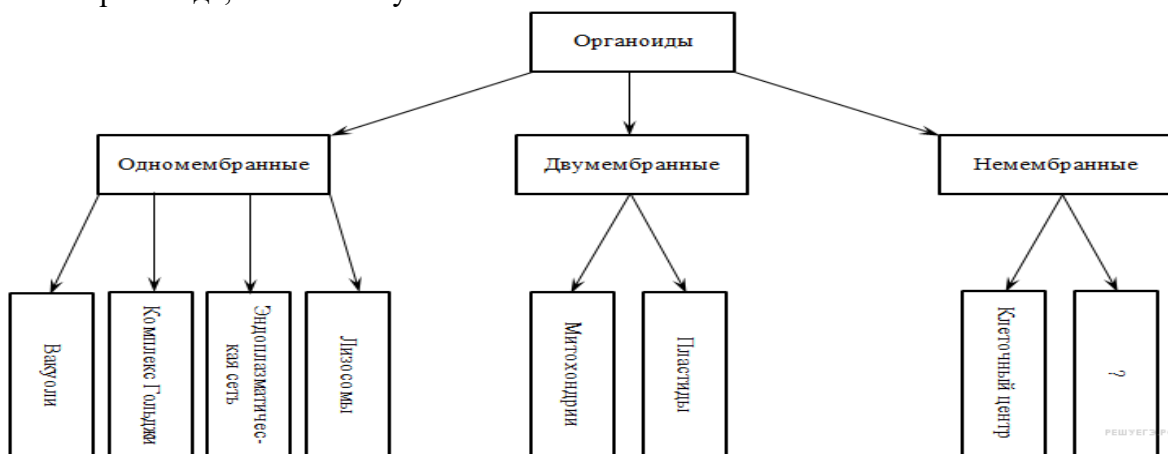 Органоиды
Одномембранные
Двумембранные
Немембранные
Вакуоли
Комплекс Гольджи
Эндоплазматичес-
кая сеть
Лизосомы
Митохондрии
Пластиды
Клеточный центр
?